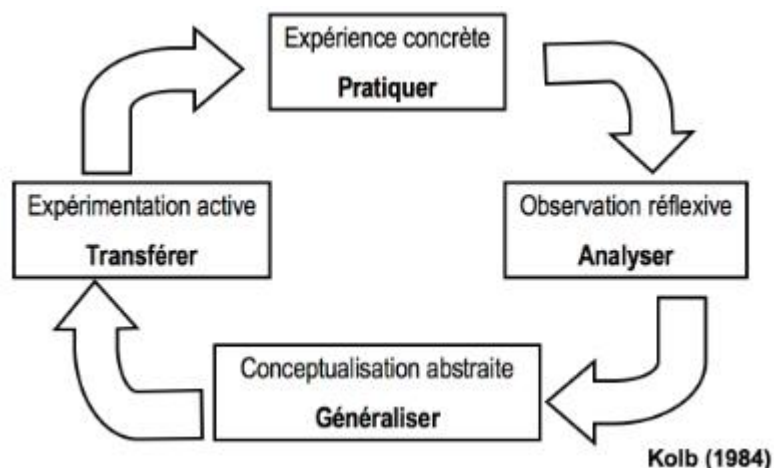 Expérience concrète
Pratiquer
Expérimentation active
Transférer
Observation réflexive
Analyser
Conceptualisation abstraite
Généraliser
Kolb (1984)